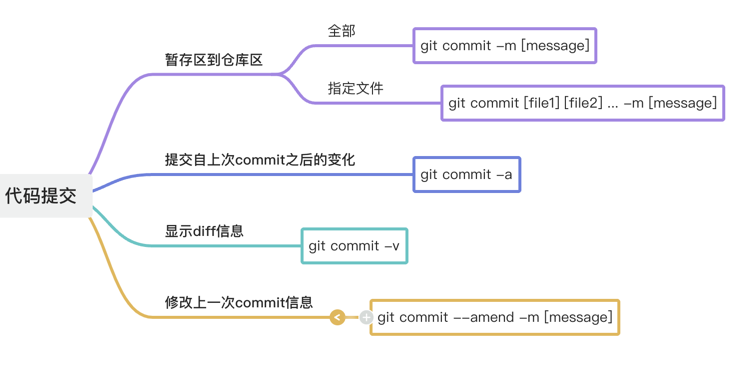 代码提交
暂存区到仓库区
全部
git commit -m [message]
指定文件
git commit [file1] [file2] ... -m [message]
提交自上次commit之后的变化
git commit -a
显示diff信息
git commit -v
修改上一次commit信息
git commit --amend -m [message]